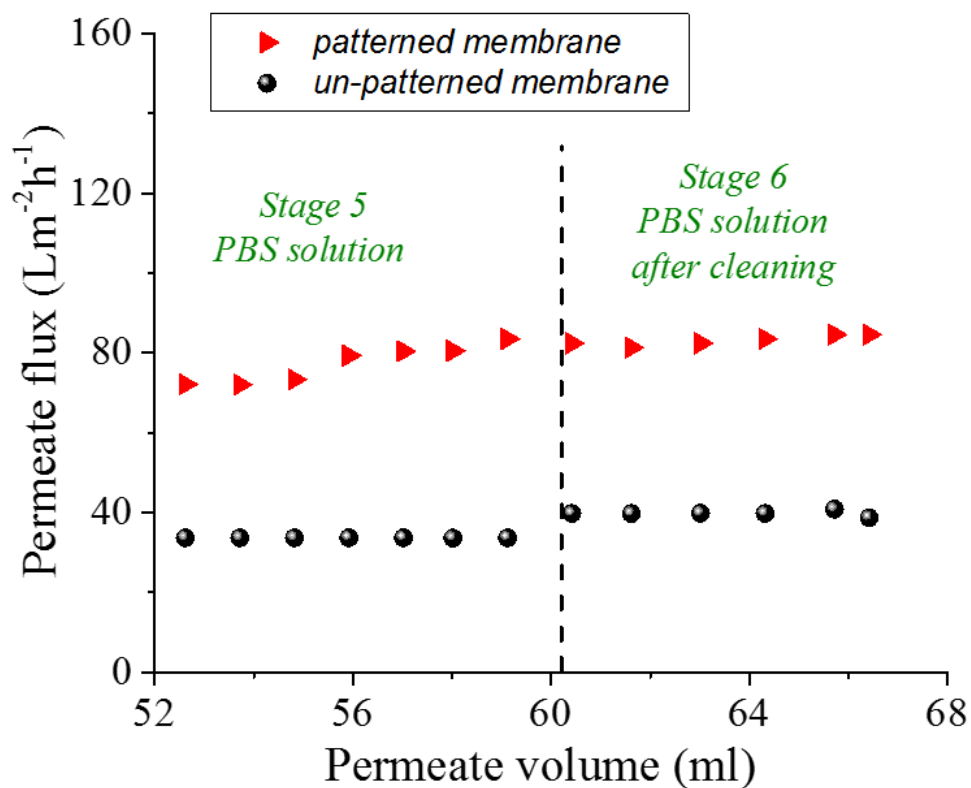 patterned membrane
un-patterned membrane
160
120
80
40
0
Permeate flux (Lm⁻²h⁻¹)
Stage 5
PBS solution
Stage 6
PBS solution
after cleaning
52
56
60
64
68
Permeate volume (ml)